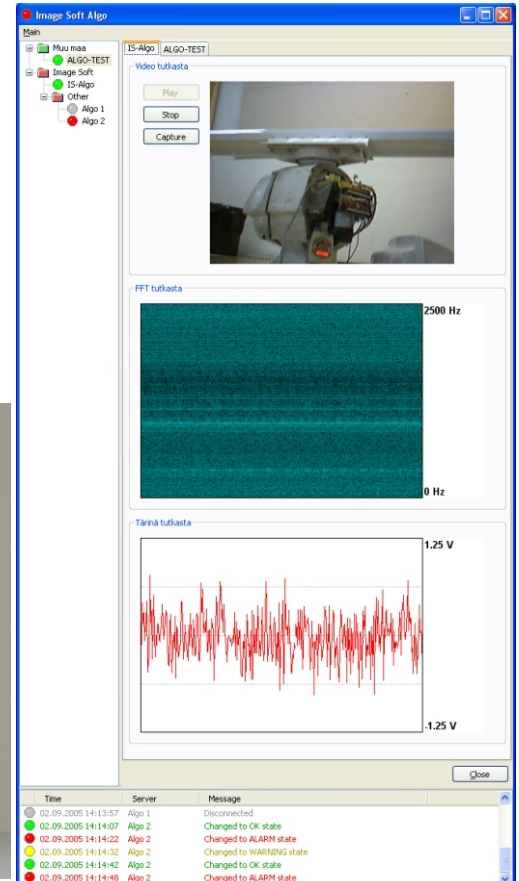 Image Soft Algo
Main
Muu maa
ALGO-TEST
Image Soft
IS-Algo
Other
Algo 1
Algo 2
IS-Algo ALGO-TEST
Video tutkasta
Play
Stop
Capture
FFT tutkasta
2500 Hz
0 Hz
Tärinä tutkasta
1.25 V
-1.25 V
Close
Time Server Message
02.09.2005 14:13:57 Algo 1 Disconnected
02.09.2005 14:14:07 Algo 2 Changed to OK state
02.09.2005 14:14:22 Algo 2 Changed to ALARM state
02.09.2005 14:14:32 Algo 2 Changed to WARNING state
02.09.2005 14:14:42 Algo 2 Changed to OK state
02.09.2005 14:14:48 Algo 2 Changed to ALARM state